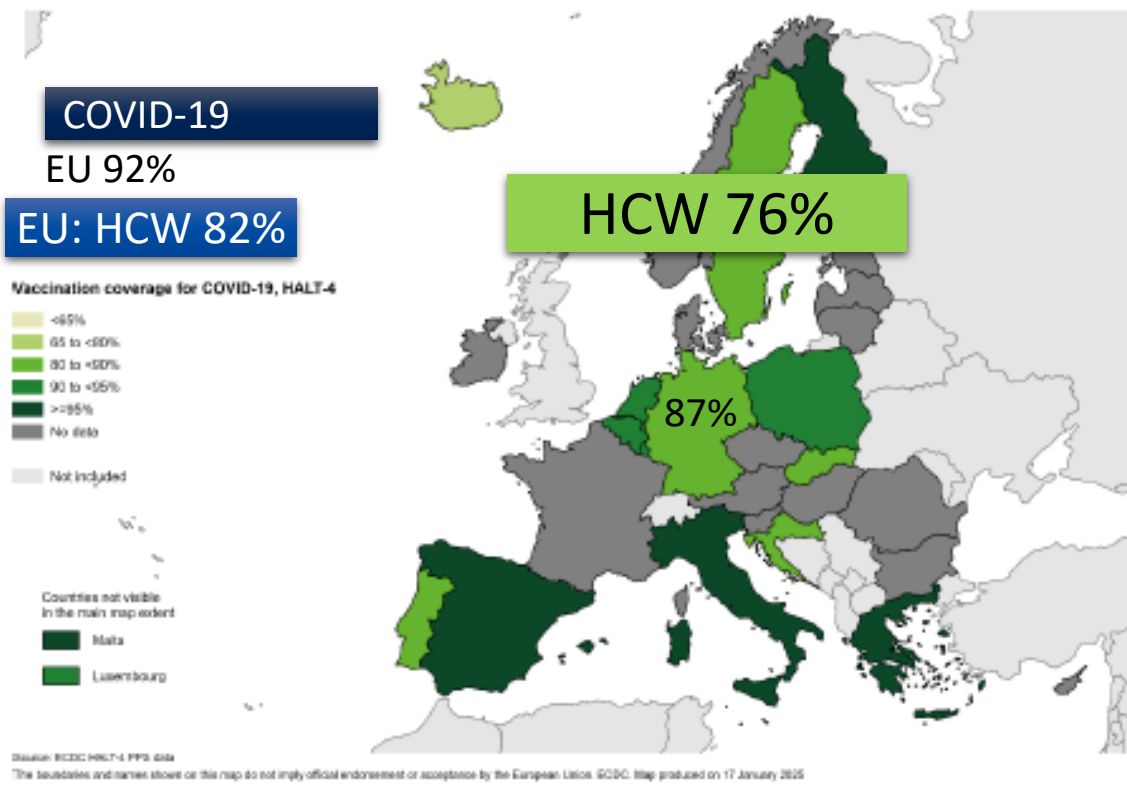 COVID-19
EU 92%
EU: HCW 82%
HCW 76%
Vaccination coverage for COVID-19, HALT-4
<65%
65 to <80%
80 to <90%
90 to <95%
>=95%
No data
Not included
87%
Countries not visible
in the main map extent
Malta
Luxembourg
Source: ECDC HALT-4 PPS data
The boundaries and names shown on this map do not imply official endorsement or acceptance by the European Union. ECDC. Map produced on 17 January 2025